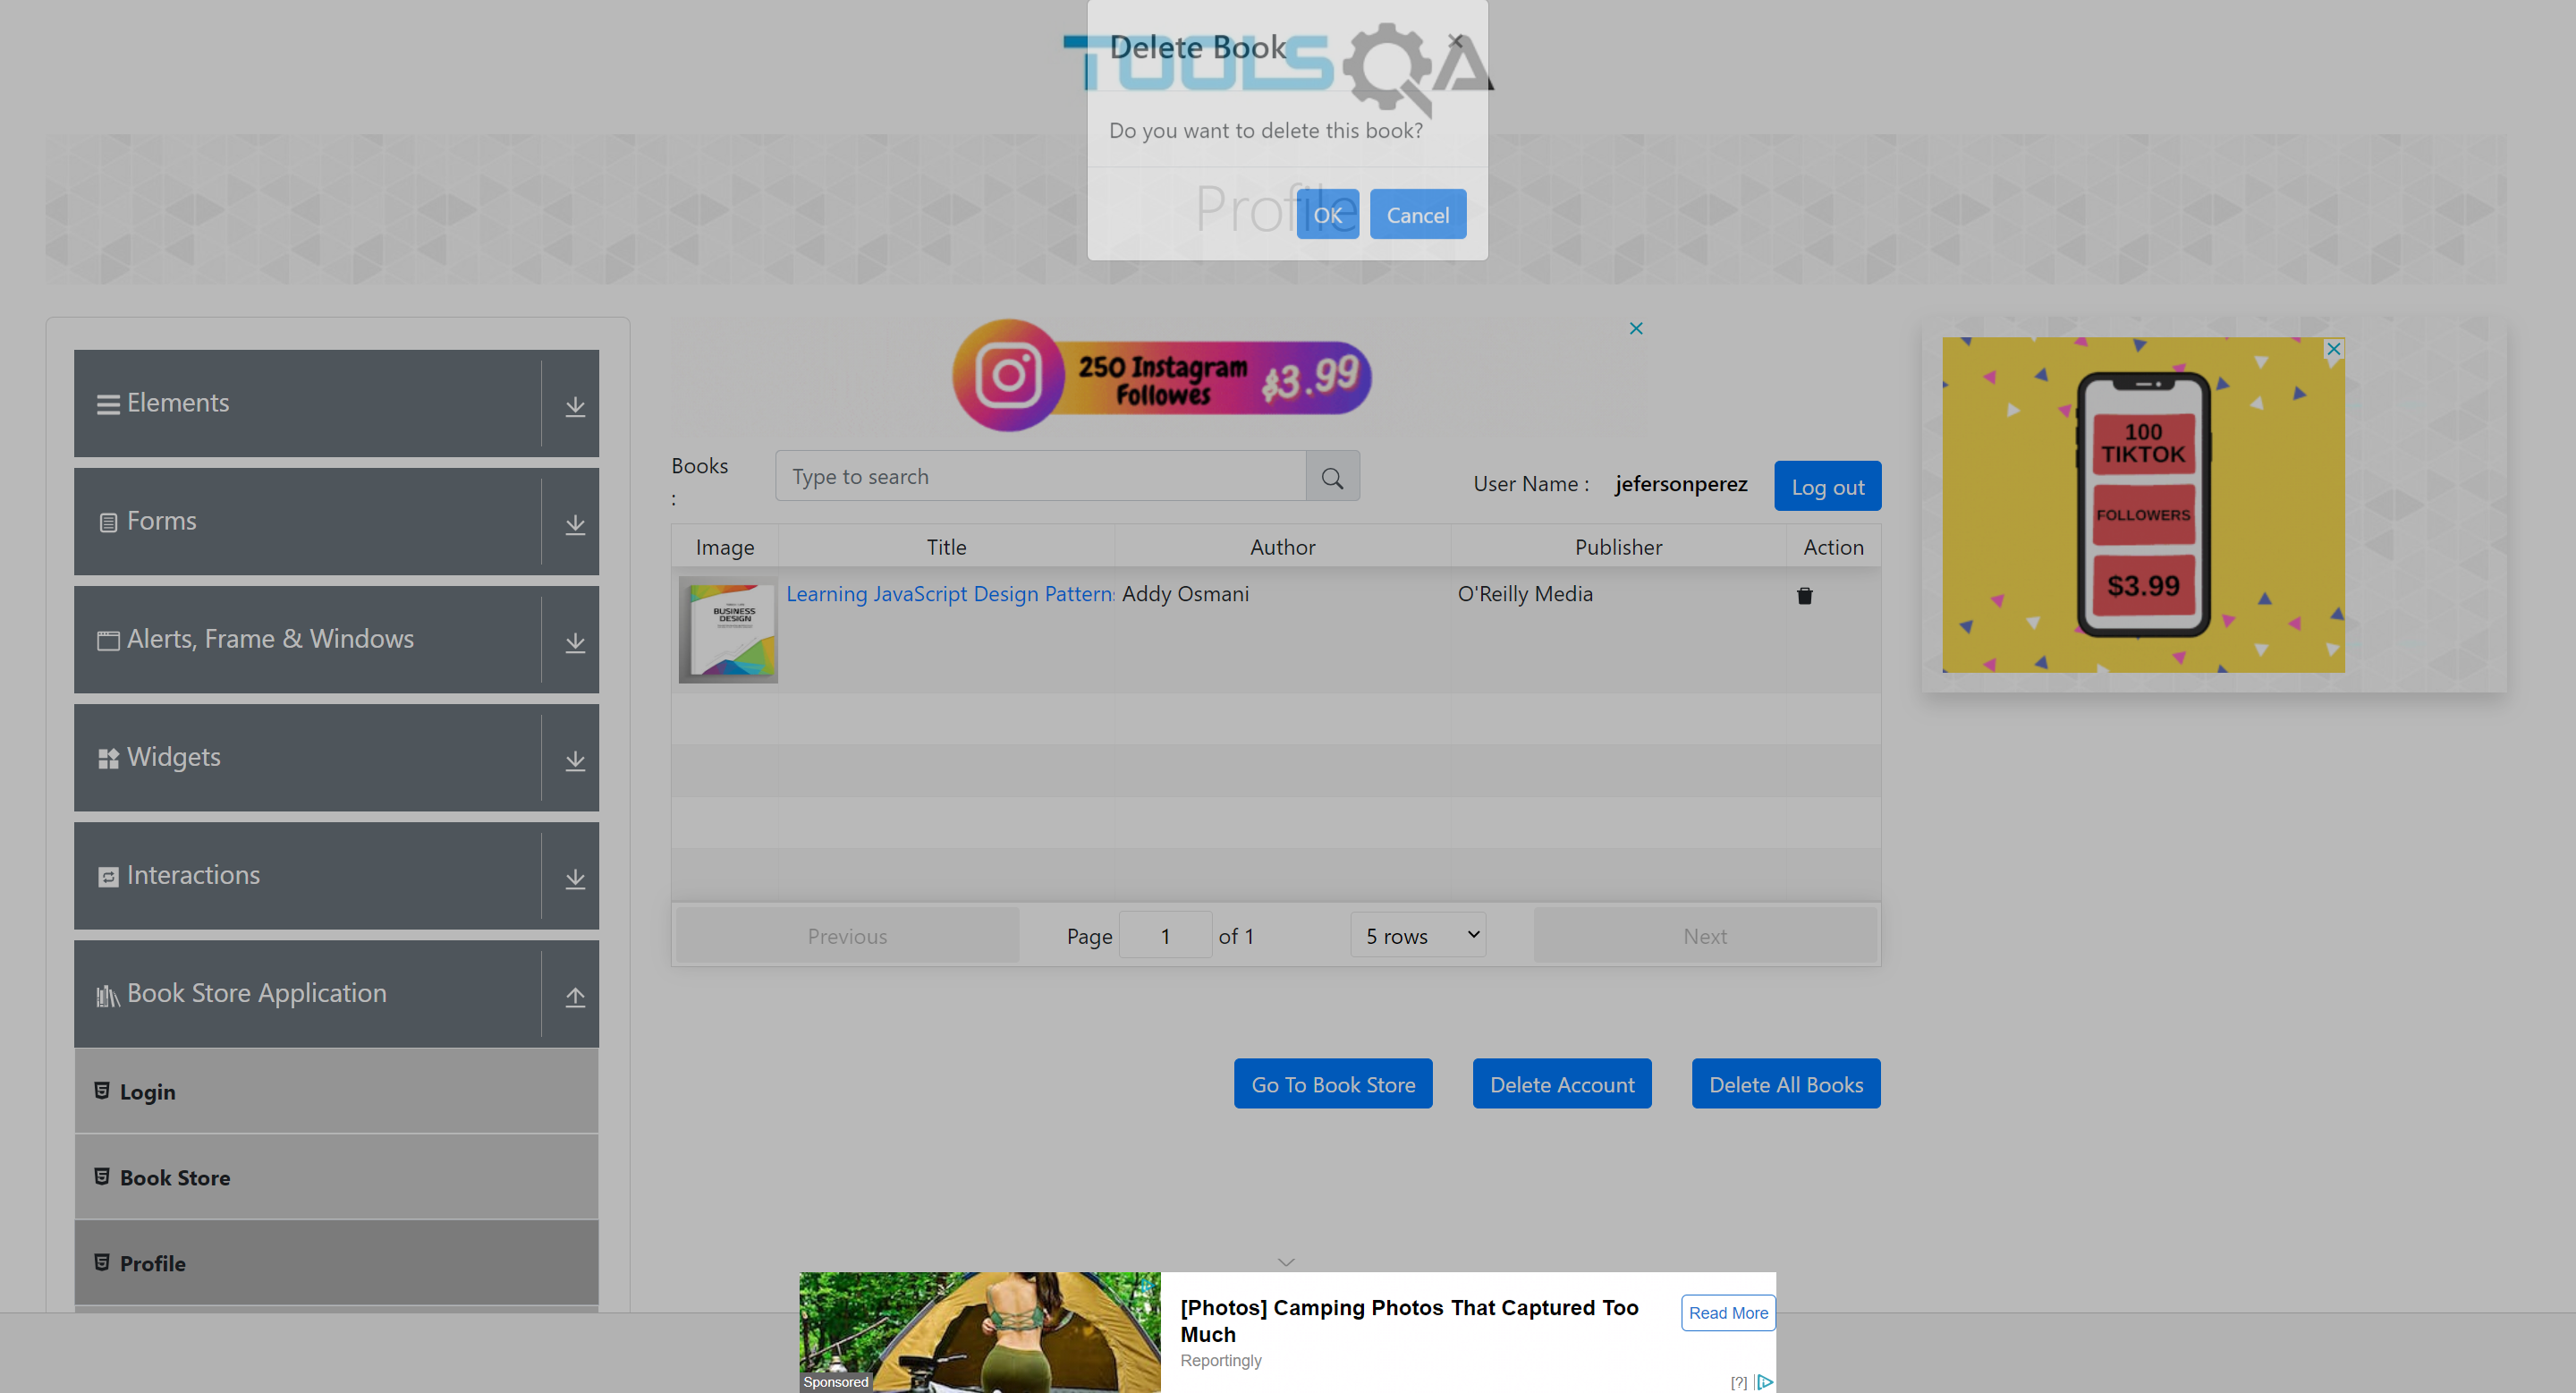 TOOLSQA
Delete Book
×
Do you want to delete this book?
Profile
OK
Cancel
Elements
Forms
Alerts, Frame & Windows
Widgets
Interactions
Book Store Application
Login
Book Store
Profile
250 Instagram
Followes
$3.99
Books
:
Type to search
User Name :
jefersonperez
Log out
Image
Title
Author
Publisher
Action
BUSINESS
DESIGN
Learning JavaScript Design Pattern
Addy Osmani
O'Reilly Media
Previous
Page
1
of 1
5 rows
Next
Go To Book Store
Delete Account
Delete All Books
100
TIKTOK
FOLLOWERS
$3.99
Sponsored
[Photos] Camping Photos That Captured Too
Much
Reportingly
Read More
[?]